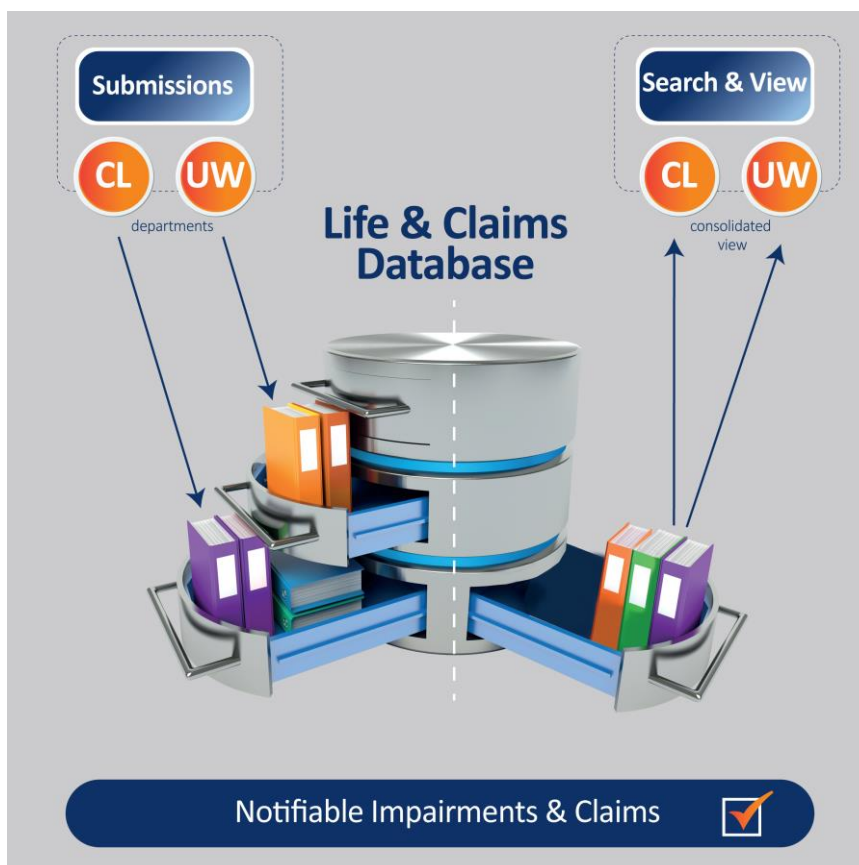 Submissions
CL UW
departments
Search & View
CL UW
consolidated
view
Life & Claims
Database
Notifiable Impairments & Claims